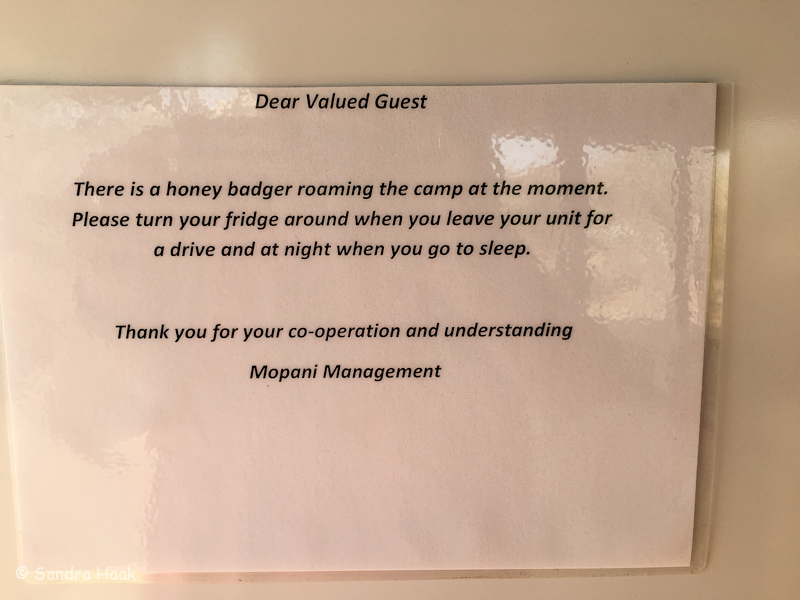 Dear Valued Guest
There is a honey badger roaming the camp at the moment.
Please turn your fridge around when you leave your unit for
a drive and at night when you go to sleep.
Thank you for your co-operation and understanding
Mopani Management
© Sandra Haak